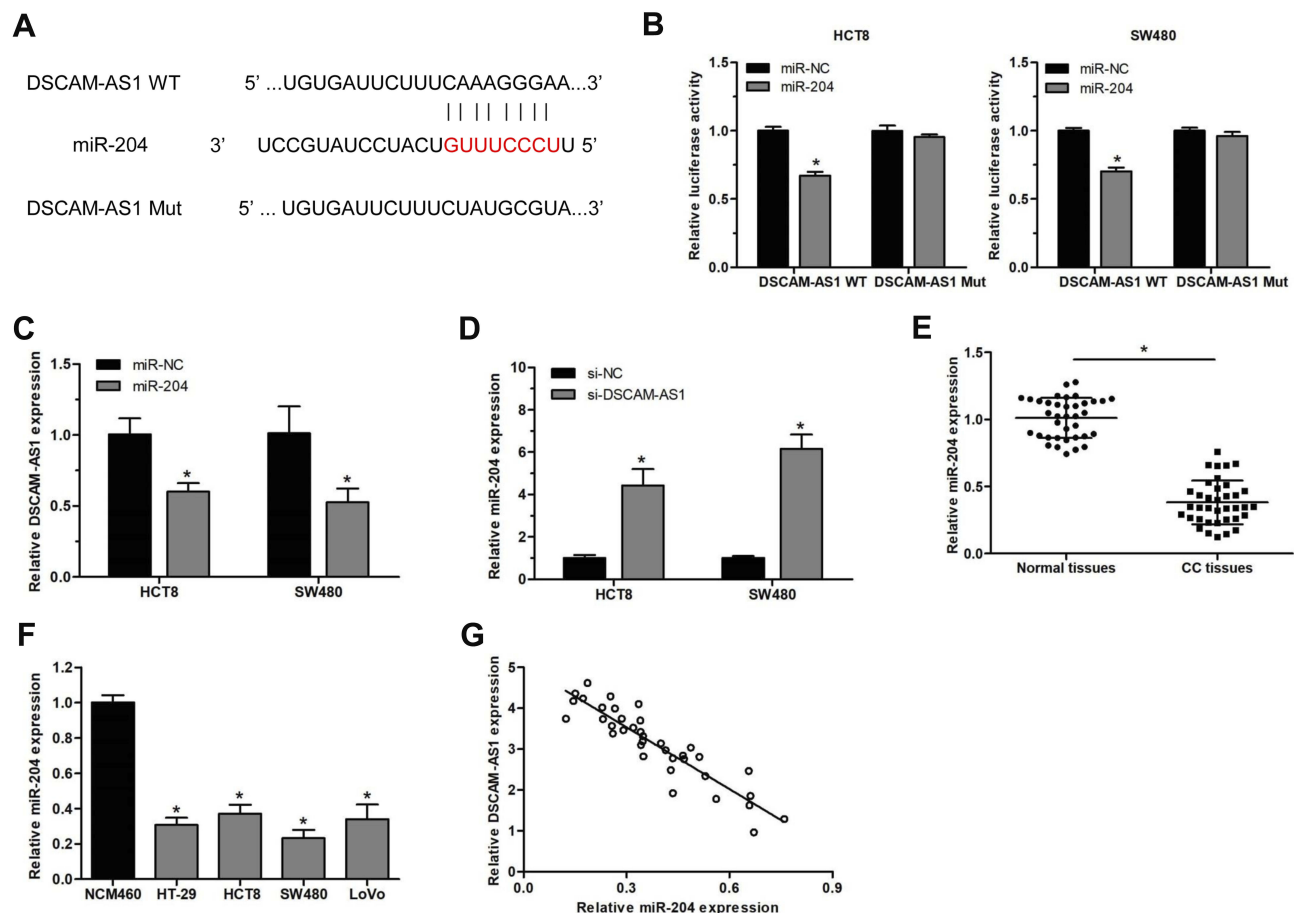 A
DSCAM-AS1 WT 5’ ...UGUGAUUCUUUCAAAGGGAA...3’
miR-204 3’ UCCGUAUCCUACUGUUUCCCUU 5’
DSCAM-AS1 Mut 5’ ... UGUGAUUCUUUCUAUGCGUA...3’
B
HCT8
miR-NC
miR-204
Relative luciferase activity
1.5
1.0
0.5
0.0
*
DSCAM-AS1 WT DSCAM-AS1 Mut
SW480
miR-NC
miR-204
Relative luciferase activity
1.5
1.0
0.5
0.0
*
DSCAM-AS1 WT DSCAM-AS1 Mut
C
miR-NC
miR-204
Relative DSCAM-AS1 expression
1.5
1.0
0.5
0.0
*
*
HCT8 SW480
D
si-NC
si-DSCAM-AS1
Relative miR-204 expression
10
8
6
4
2
0
*
*
HCT8 SW480
E
Relative miR-204 expression
1.5
1.0
0.5
0.0
*
Normal tissues CC tissues
F
Relative miR-204 expression
1.2
1.0
0.8
0.6
0.4
0.2
0
* * * *
NCM460 HT-29 HCT8 SW480 LoVo
G
Relative DSCAM-AS1 expression
5
4
3
2
1
0
0.0 0.3 0.6 0.9
Relative miR-204 expression